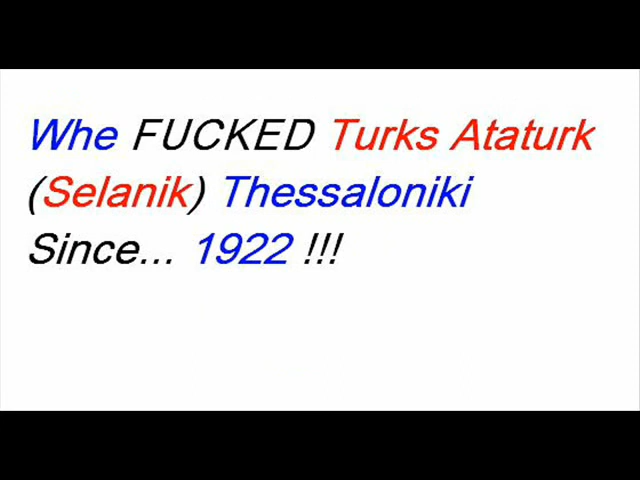 Whe FUCKED Turks Ataturk
(Selanik) Thessaloniki
Since... 1922 !!!